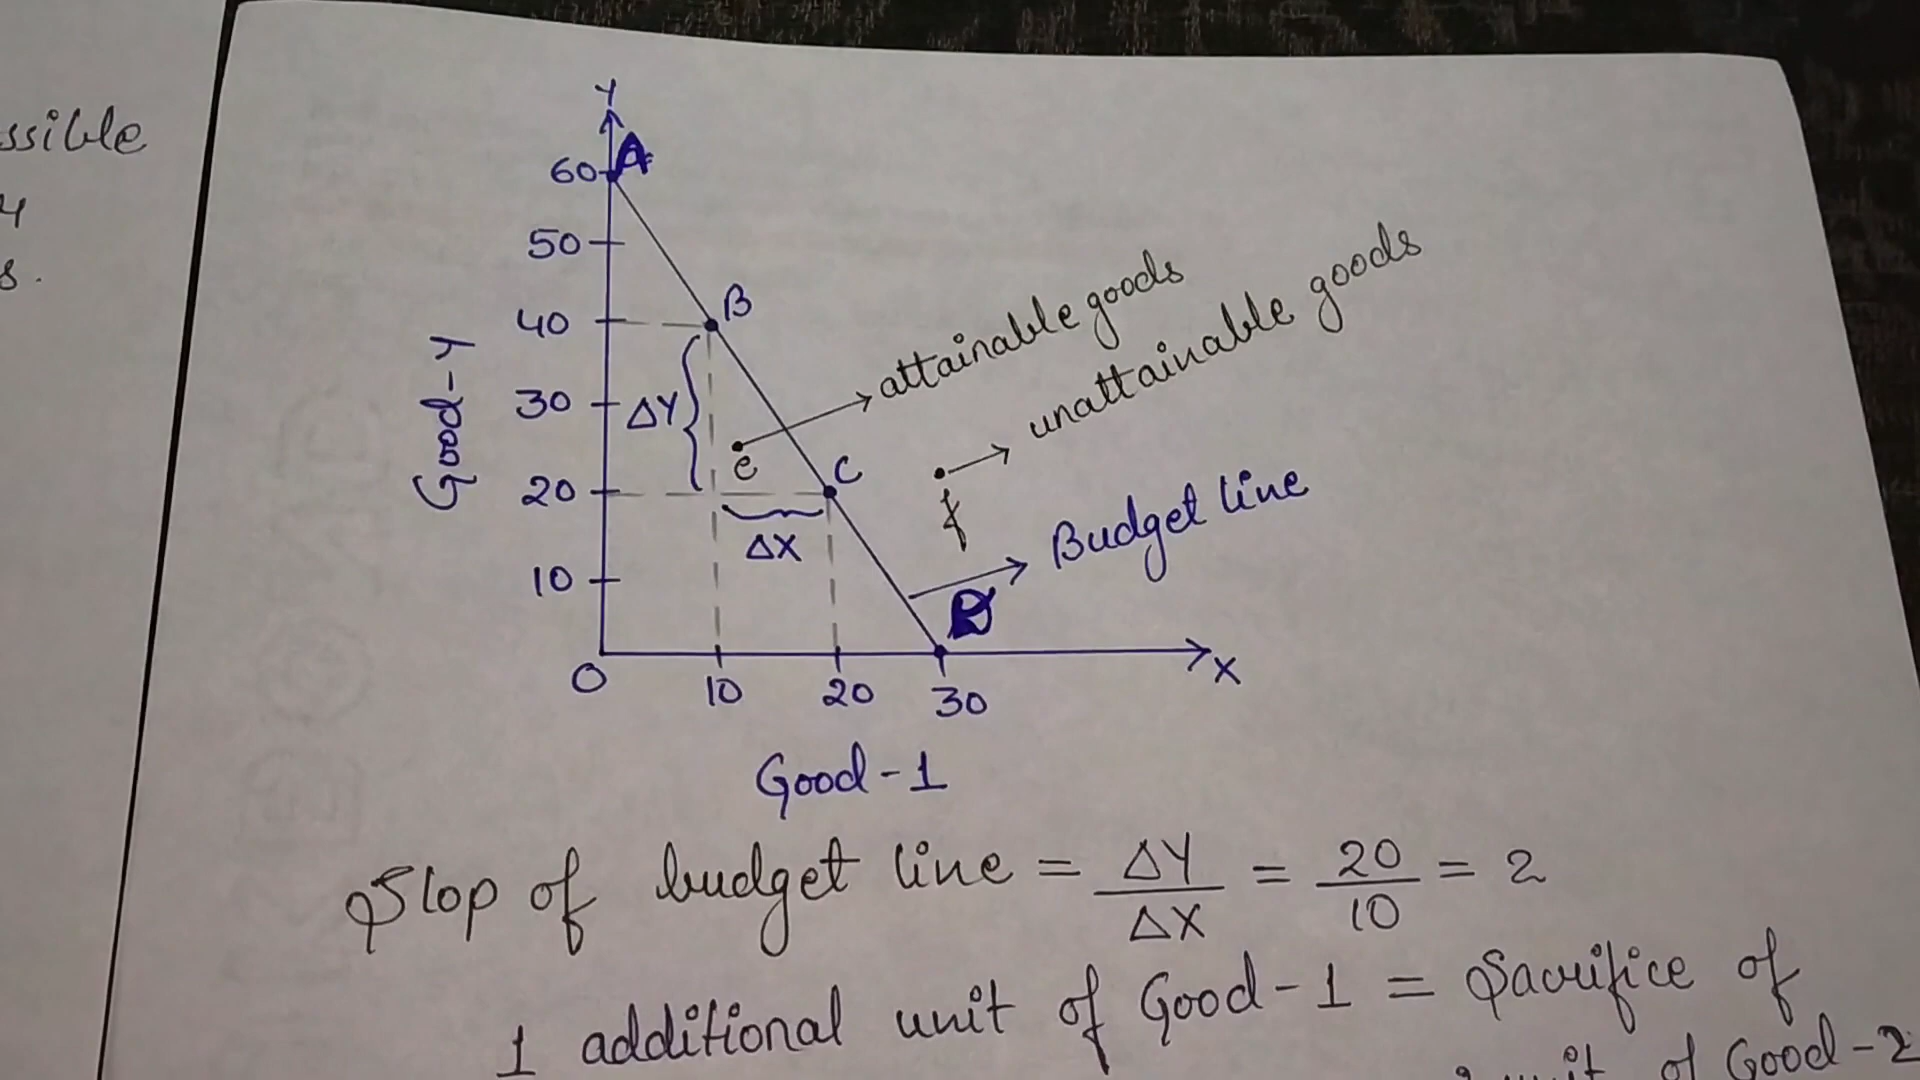 ssible
4
s.
Y
60 A
50
40 B
Good-Y
30 ΔY
attainable goods
unattainable goods
e
20 C
f
ΔX
Budget line
10
D
O 10 20 30 X
Good-1
Slop of budget line = ΔY/ΔX = 20/10 = 2
1 additional unit of Good-1 = Sacrifice of
unit of Good-2